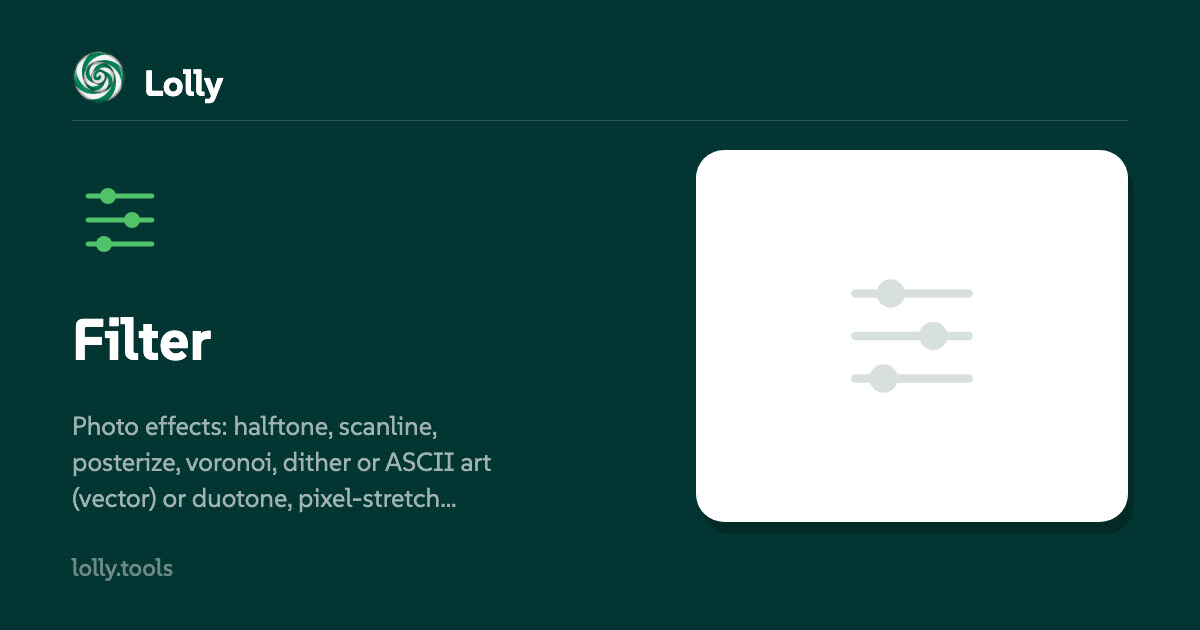 Lolly
Filter
Photo effects: halftone, scanline,
posterize, voronoi, dither or ASCII art
(vector) or duotone, pixel-stretch...
lolly.tools